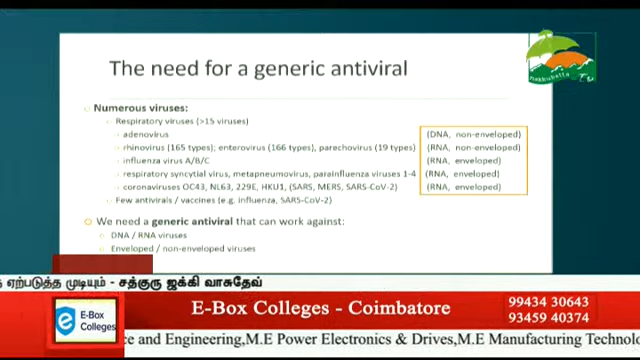 The need for a generic antiviral
Numerous viruses:
Respiratory viruses (>15 viruses)
adenovirus (DNA, non-enveloped)
rhinovirus (165 types); enterovirus (166 types), parechovirus (19 types) (RNA, non-enveloped)
influenza virus A/B/C (RNA, enveloped)
respiratory syncytial virus, metapneumovirus, parainfluenza viruses 1-4 (RNA, enveloped)
coronaviruses OC43, NL63, 229E, HKU1, (SARS, MERS, SARS-CoV-2) (RNA, enveloped)
Few antivirals / vaccines (e.g. influenza, SARS-CoV-2)
We need a generic antiviral that can work against:
DNA / RNA viruses
Enveloped / non-enveloped viruses
ஏற்படுத்த முடியும் - சத்குரு ஜக்கி வாசுதேவ்
E-Box Colleges
E-Box Colleges - Coimbatore
99434 30643
93459 40374
ce and Engineering,M.E Power Electronics & Drives,M.E Manufacturing Technolo